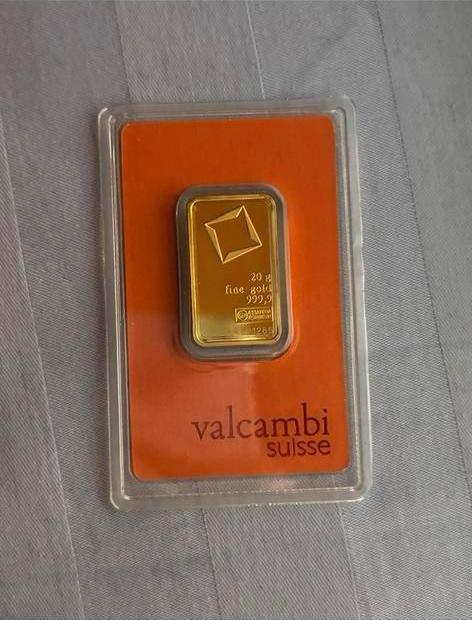 .20 g
fine gold
999,9
valcambi
suisse